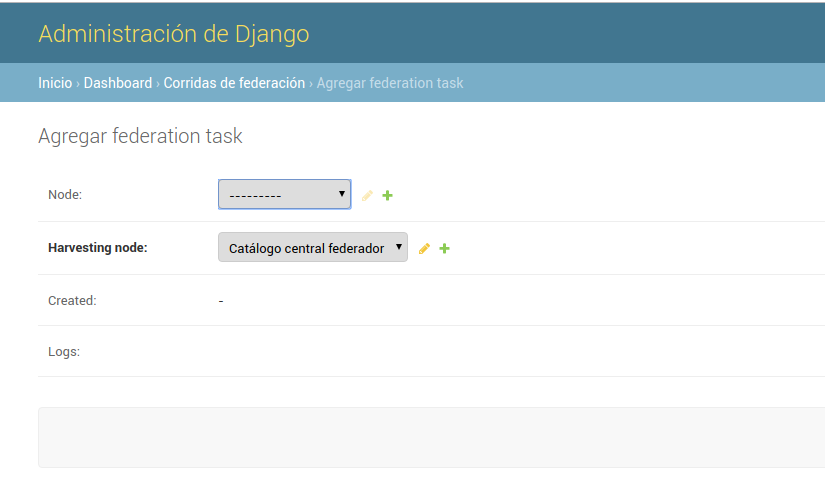 Administración de Django
Inicio › Dashboard › Corridas de federación › Agregar federation task
Agregar federation task
Node: ---------
Harvesting node: Catálogo central federador
Created: -
Logs: